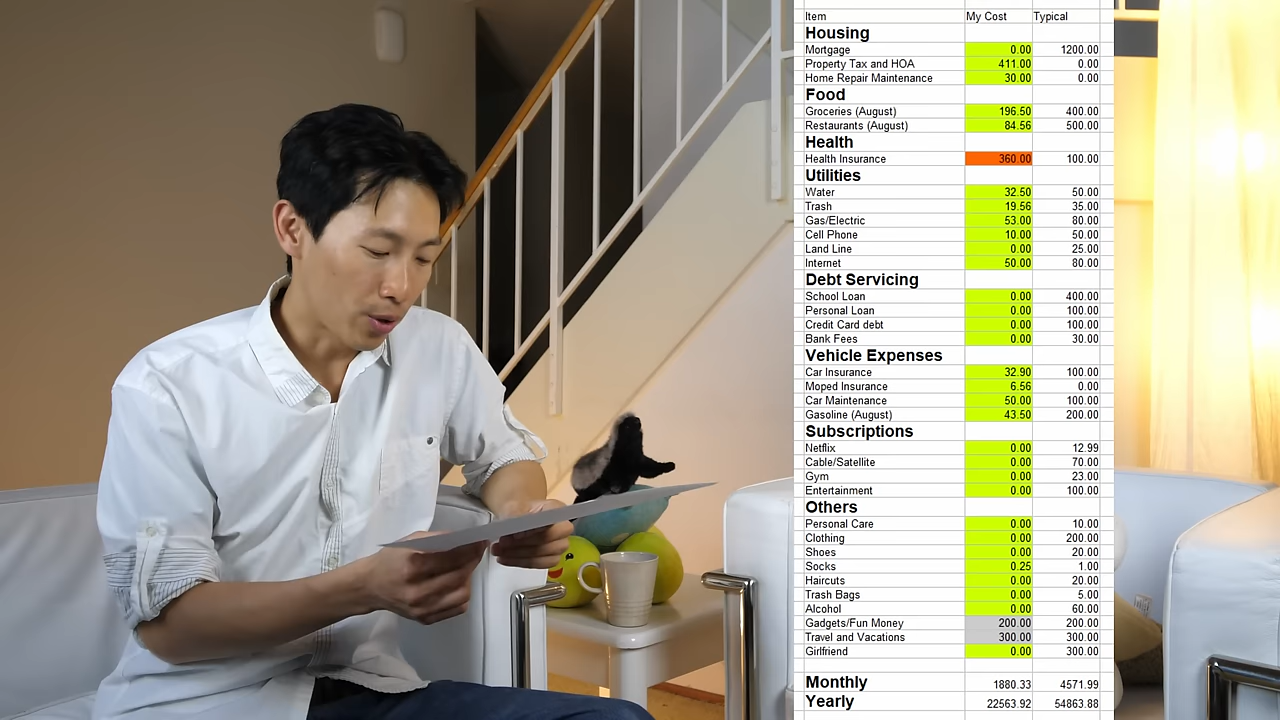 Item My Cost Typical
Housing
Mortgage 0.00 1200.00
Property Tax and HOA 411.00 0.00
Home Repair Maintenance 30.00 0.00
Food
Groceries (August) 196.50 400.00
Restaurants (August) 84.56 500.00
Health
Health Insurance 360.00 100.00
Utilities
Water 32.50 50.00
Trash 19.56 35.00
Gas/Electric 53.00 80.00
Cell Phone 10.00 50.00
Land Line 0.00 25.00
Internet 50.00 80.00
Debt Servicing
School Loan 0.00 400.00
Personal Loan 0.00 100.00
Credit Card debt 0.00 100.00
Bank Fees 0.00 30.00
Vehicle Expenses
Car Insurance 32.90 100.00
Moped Insurance 6.56 0.00
Car Maintenance 50.00 100.00
Gasoline (August) 43.50 200.00
Subscriptions
Netflix 0.00 12.99
Cable/Satellite 0.00 70.00
Gym 0.00 23.00
Entertainment 0.00 100.00
Others
Personal Care 0.00 10.00
Clothing 0.00 200.00
Shoes 0.00 20.00
Socks 0.25 1.00
Haircuts 0.00 20.00
Trash Bags 0.00 5.00
Alcohol 0.00 60.00
Gadgets/Fun Money 200.00 200.00
Travel and Vacations 300.00 300.00
Girlfriend 0.00 300.00
Monthly 1880.33 4571.99
Yearly 22563.92 54863.88